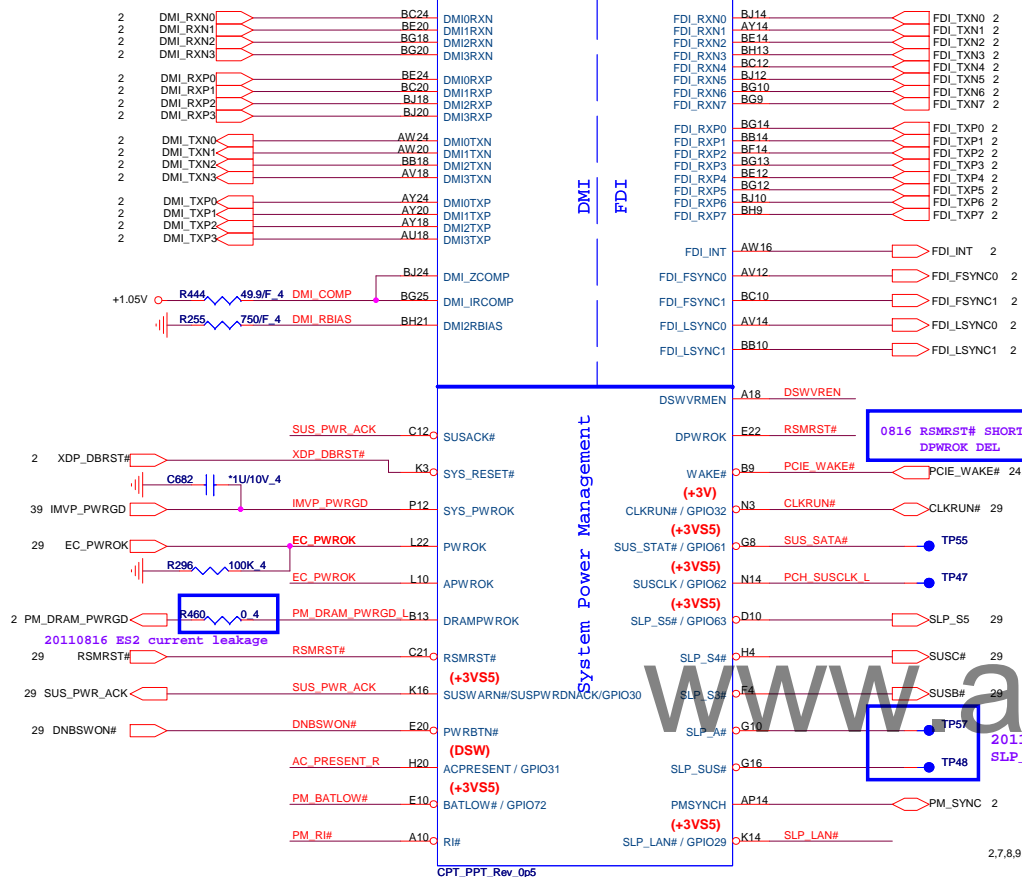 2 DMI_RXN0 BC24 DMI0RXN FDI_RXN0 BJ14 FDI_TXN0 2
2 DMI_RXN1 BE20 DMI1RXN FDI_RXN1 AY14 FDI_TXN1 2
2 DMI_RXN2 BG18 DMI2RXN FDI_RXN2 BE14 FDI_TXN2 2
2 DMI_RXN3 BG20 DMI3RXN FDI_RXN3 BH13 FDI_TXN3 2
FDI_RXN4 BC12 FDI_TXN4 2
2 DMI_RXP0 BE24 DMI0RXP FDI_RXN5 BJ12 FDI_TXN5 2
2 DMI_RXP1 BC20 DMI1RXP FDI_RXN6 BG10 FDI_TXN6 2
2 DMI_RXP2 BJ18 DMI2RXP FDI_RXN7 BG9 FDI_TXN7 2
2 DMI_RXP3 BJ20 DMI3RXP
FDI_RXP0 BG14 FDI_TXP0 2
2 DMI_TXN0 AW24 DMI0TXN FDI_RXP1 BB14 FDI_TXP1 2
2 DMI_TXN1 AW20 DMI1TXN FDI_RXP2 BF14 FDI_TXP2 2
2 DMI_TXN2 BB18 DMI2TXN FDI_RXP3 BG13 FDI_TXP3 2
2 DMI_TXN3 AV18 DMI3TXN FDI_RXP4 BE12 FDI_TXP4 2
FDI_RXP5 BG12 FDI_TXP5 2
2 DMI_TXP0 AY24 DMI0TXP FDI_RXP6 BJ10 FDI_TXP6 2
2 DMI_TXP1 AY20 DMI1TXP FDI_RXP7 BH9 FDI_TXP7 2
2 DMI_TXP2 AY18 DMI2TXP
2 DMI_TXP3 AU18 DMI3TXP
DMI
FDI
FDI_INT AW16 FDI_INT 2
BJ24 DMI_ZCOMP FDI_FSYNC0 AV12 FDI_FSYNC0 2
+1.05V R444 49.9/F_4 DMI_COMP BG25 DMI_IRCOMP FDI_FSYNC1 BC10 FDI_FSYNC1 2
R255 750/F_4 DMI_RBIAS BH21 DMI2RBIAS FDI_LSYNC0 AV14 FDI_LSYNC0 2
FDI_LSYNC1 BB10 FDI_LSYNC1 2
System Power Management
DSWVRMEN A18 DSWVREN
SUS_PWR_ACK C12 SUSACK# DPWROK E22 RSMRST#
0816 RSMRST# SHORT
DPWROK DEL
2 XDP_DBRST# XDP_DBRST# K3 SYS_RESET# WAKE# B9 PCIE_WAKE# PCIE_WAKE# 24
C682 *1U/10V_4
(+3V)
39 IMVP_PWRGD IMVP_PWRGD P12 SYS_PWROK CLKRUN# / GPIO32 N3 CLKRUN# CLKRUN# 29
(+3VS5)
29 EC_PWROK EC_PWROK L22 PWROK SUS_STAT# / GPIO61 G8 SUS_SATA# TP55
R296 100K_4
(+3VS5)
EC_PWROK L10 APWROK SUSCLK / GPIO62 N14 PCH_SUSCLK_L TP47
(+3VS5)
2 PM_DRAM_PWRGD R460 0_4 PM_DRAM_PWRGD_L B13 DRAMPWROK SLP_S5# / GPIO63 D10 SLP_S5 29
20110816 ES2 current leakage
29 RSMRST# RSMRST# C21 RSMRST# SLP_S4# H4 SUSC# 29
(+3VS5)
29 SUS_PWR_ACK SUS_PWR_ACK K16 SUSWARN#/SUSPWRDNACK/GPIO30 SLP_S3# F4 SUSB# 29
www.a
29 DNBSWON# DNBSWON# E20 PWRBTN# SLP_A# G10 TP57
(DSW)
2011
SLP_
AC_PRESENT_R H20 ACPRESENT / GPIO31 SLP_SUS# G16 TP48
(+3VS5)
PM_BATLOW# E10 BATLOW# / GPIO72 PMSYNCH AP14 PM_SYNC 2
(+3VS5)
PM_RI# A10 RI# SLP_LAN# / GPIO29 K14 SLP_LAN#
2,7,8,9
CPT_PPT_Rev_0p5